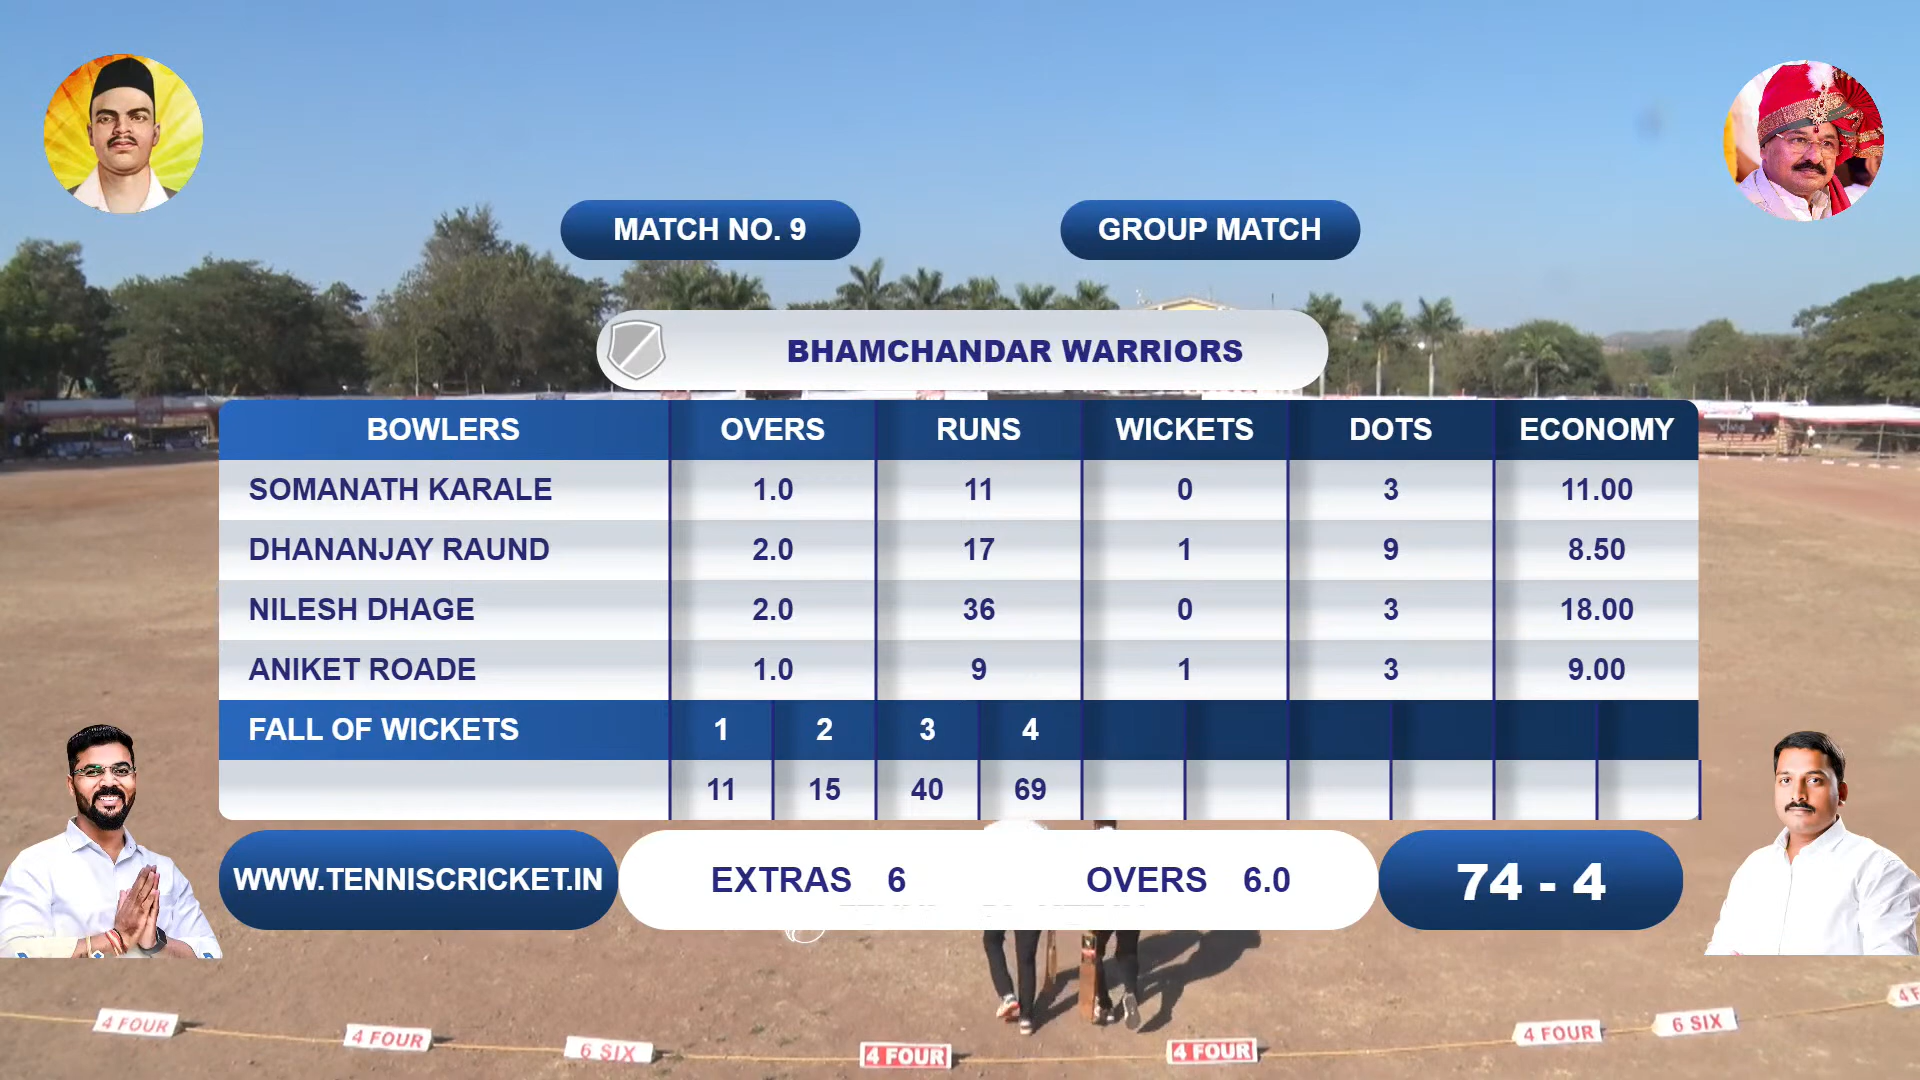 MATCH NO. 9
GROUP MATCH
BHAMCHANDAR WARRIORS
BOWLERS OVERS RUNS WICKETS DOTS ECONOMY
SOMANATH KARALE 1.0 11 0 3 11.00
DHANANJAY RAUND 2.0 17 1 9 8.50
NILESH DHAGE 2.0 36 0 3 18.00
ANIKET ROADE 1.0 9 1 3 9.00
FALL OF WICKETS 1 2 3 4
11 15 40 69
WWW.TENNISCRICKET.IN
EXTRAS 6 OVERS 6.0
74 - 4
4 FOUR
4 FOUR
6 SIX
4 FOUR
4 FOUR
4 FOUR
6 SIX
4 F